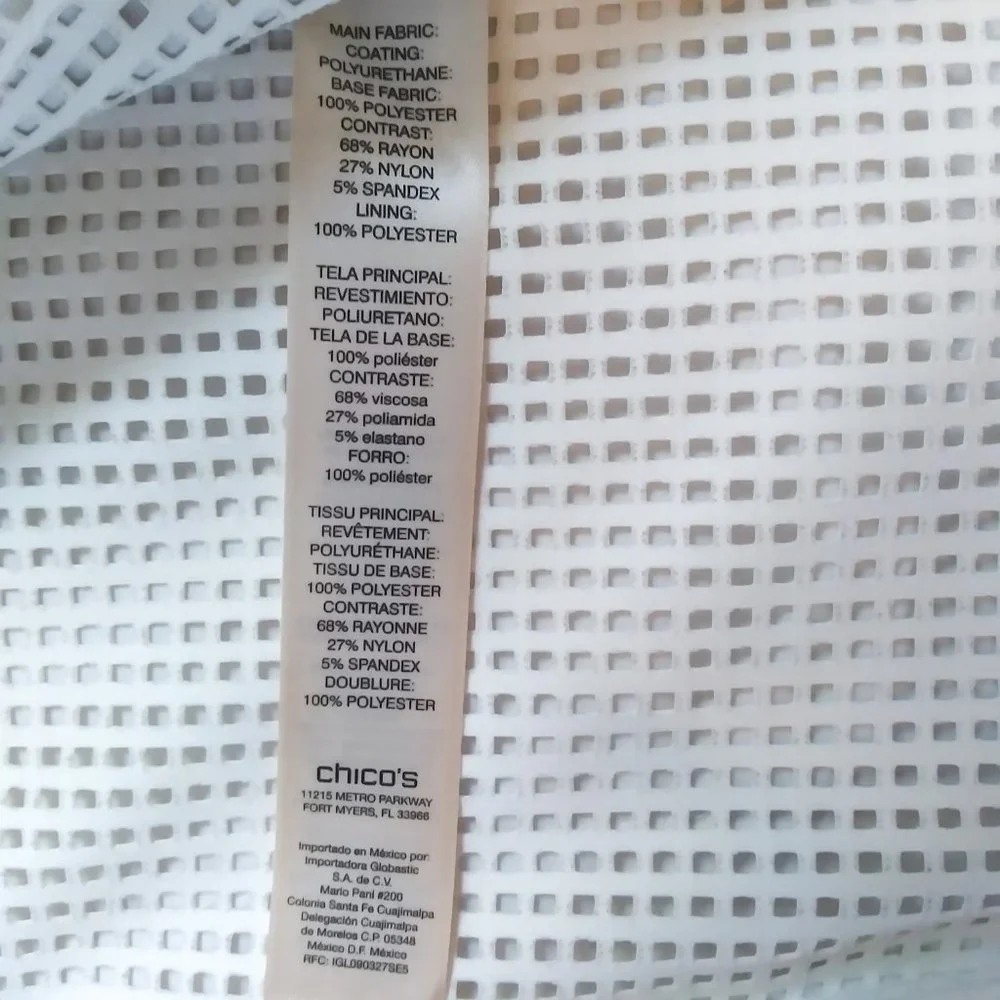 MAIN FABRIC:
COATING:
POLYURETHANE:
BASE FABRIC:
100% POLYESTER
CONTRAST:
68% RAYON
27% NYLON
5% SPANDEX
LINING:
100% POLYESTER
TELA PRINCIPAL:
REVESTIMIENTO:
POLIURETANO:
TELA DE LA BASE:
100% poliéster
CONTRASTE:
68% viscosa
27% poliamida
5% elastano
FORRO:
100% poliéster
TISSU PRINCIPAL:
REVÊTEMENT:
POLYURÉTHANE:
TISSU DE BASE:
100% POLYESTER
CONTRASTE:
68% RAYONNE
27% NYLON
5% SPANDEX
DOUBLURE:
100% POLYESTER
chico's
11215 METRO PARKWAY
FORT MYERS, FL 33966
Importado en México por:
Importadora Globastic
S.A. de C.V.
Mario Pani #200
Colonia Santa Fe Cuajimalpa
Delegación Cuajimalpa
de Morelos C.P. 05348
México D.F. México
RFC: IGL090327SE5